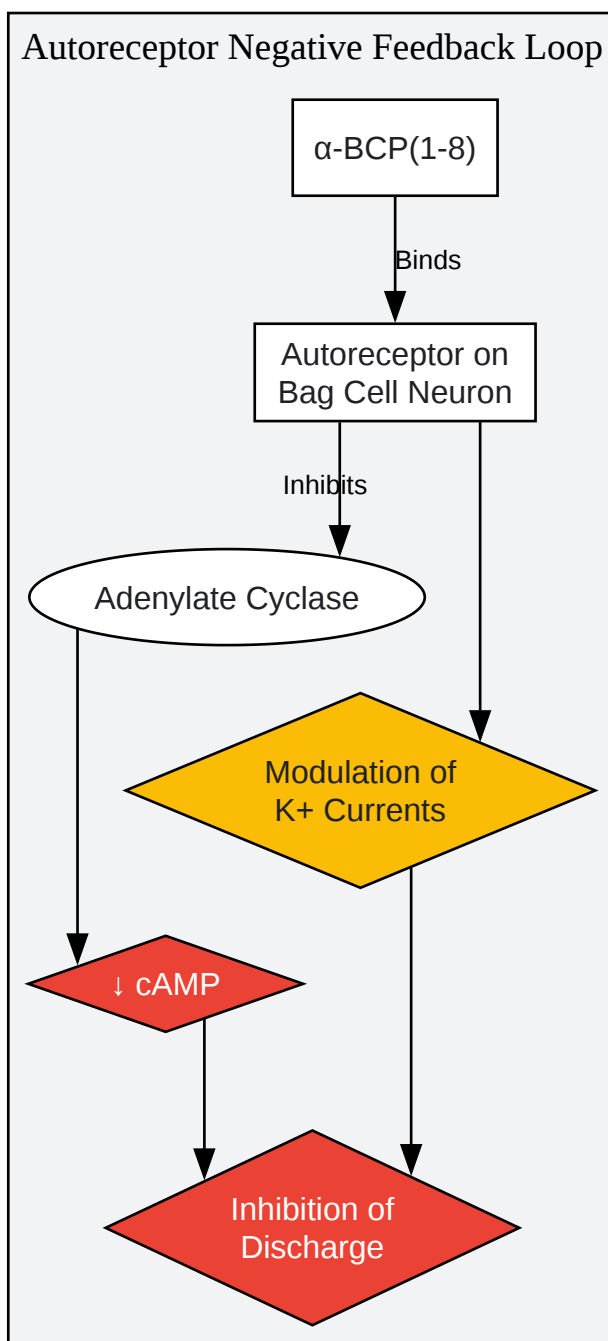 Autoreceptor Negative Feedback Loop
α-BCP(1-8)
Binds
Autoreceptor on
Bag Cell Neuron
Inhibits
Adenylate Cyclase
Modulation of
K+ Currents
↓ cAMP
Inhibition of
Discharge